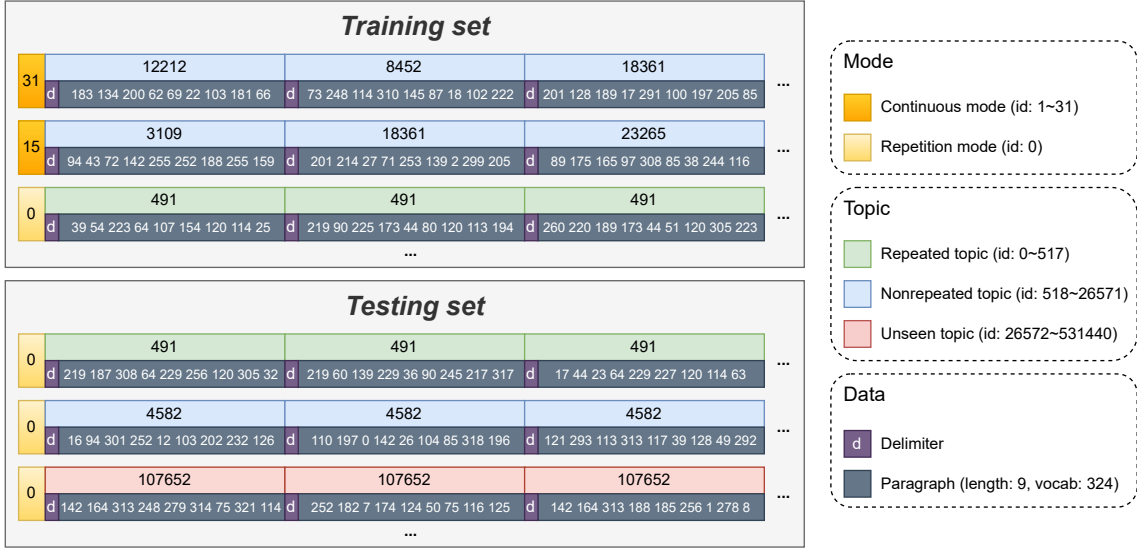 Training set
31
12212 8452 18361
d 183 134 200 62 69 22 103 181 66 d 73 248 114 310 145 87 18 102 222 d 201 128 189 17 291 100 197 205 85 ...
15
3109 18361 23265
d 94 43 72 142 255 252 188 255 159 d 201 214 27 71 253 139 2 299 205 d 89 175 165 97 308 85 38 244 116 ...
0
491 491 491
d 39 54 223 64 107 154 120 114 25 d 219 90 225 173 44 80 120 113 194 d 260 220 189 173 44 51 120 305 223 ...
...
Testing set
0
491 491 491
d 219 187 308 64 229 256 120 305 32 d 219 60 139 229 36 90 245 217 317 d 17 44 23 64 229 227 120 114 63 ...
0
4582 4582 4582
d 16 94 301 252 12 103 202 232 126 d 110 197 0 142 26 104 85 318 196 d 121 293 113 313 117 39 128 49 292 ...
0
107652 107652 107652
d 142 164 313 248 279 314 75 321 114 d 252 182 7 174 124 50 75 116 125 d 142 164 313 188 185 256 1 278 8 ...
...
Mode
Continuous mode (id: 1~31)
Repetition mode (id: 0)
Topic
Repeated topic (id: 0~517)
Nonrepeated topic (id: 518~26571)
Unseen topic (id: 26572~531440)
Data
d Delimiter
Paragraph (length: 9, vocab: 324)